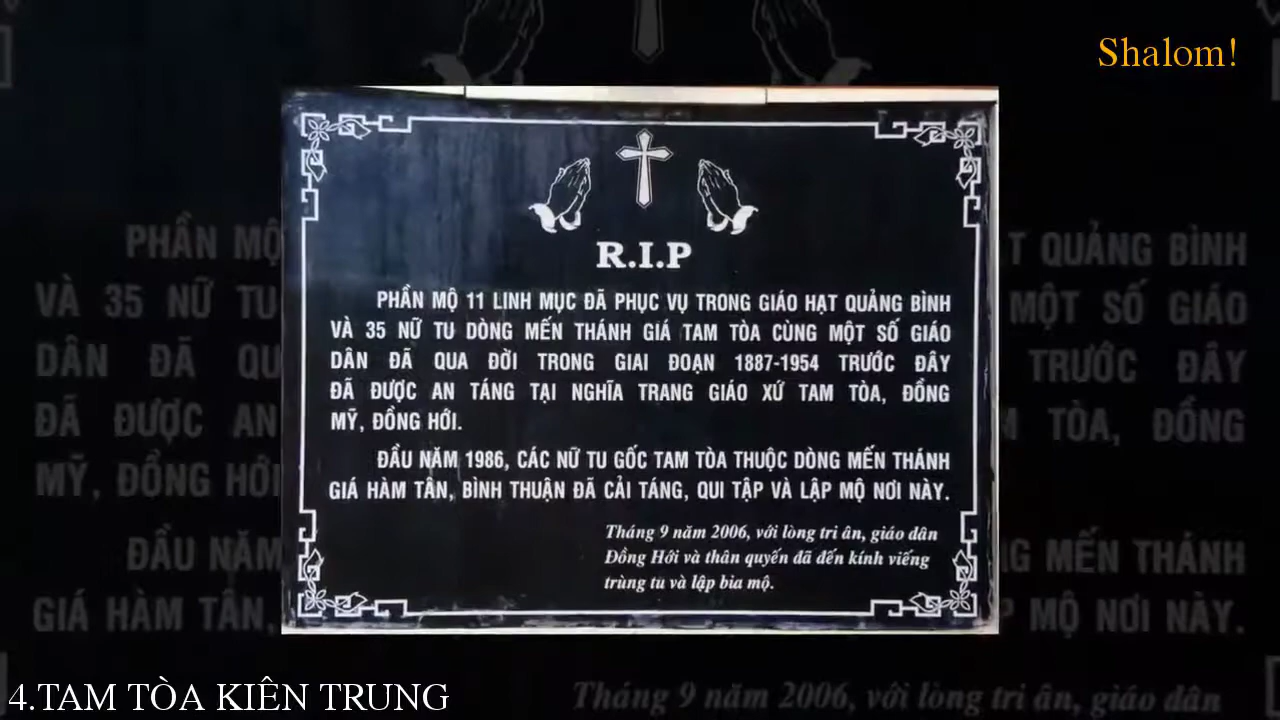 Shalom!
R.I.P
PHẦN MỘ 11 LINH MỤC ĐÃ PHỤC VỤ TRONG GIÁO HẠT QUẢNG BÌNH
VÀ 35 NỮ TU DÒNG MẾN THÁNH GIÁ TAM TÒA CÙNG MỘT SỐ GIÁO
DÂN ĐÃ QUA ĐỜI TRONG GIAI ĐOẠN 1887-1954 TRƯỚC ĐÂY
ĐÃ ĐƯỢC AN TÁNG TẠI NGHĨA TRANG GIÁO XỨ TAM TÒA, ĐỒNG
MỸ, ĐỒNG HỚI.
ĐẦU NĂM 1986, CÁC NỮ TU GỐC TAM TÒA THUỘC DÒNG MẾN THÁNH
GIÁ HÀM TÂN, BÌNH THUẬN ĐÃ CẢI TÁNG, QUI TẬP VÀ LẬP MỘ NƠI NÀY.
Tháng 9 năm 2006, với lòng tri ân, giáo dân
Đồng Hới và thân quyến đã đến kính viếng
trùng tu và lập bia mộ.
4.TAM TÒA KIÊN TRUNG